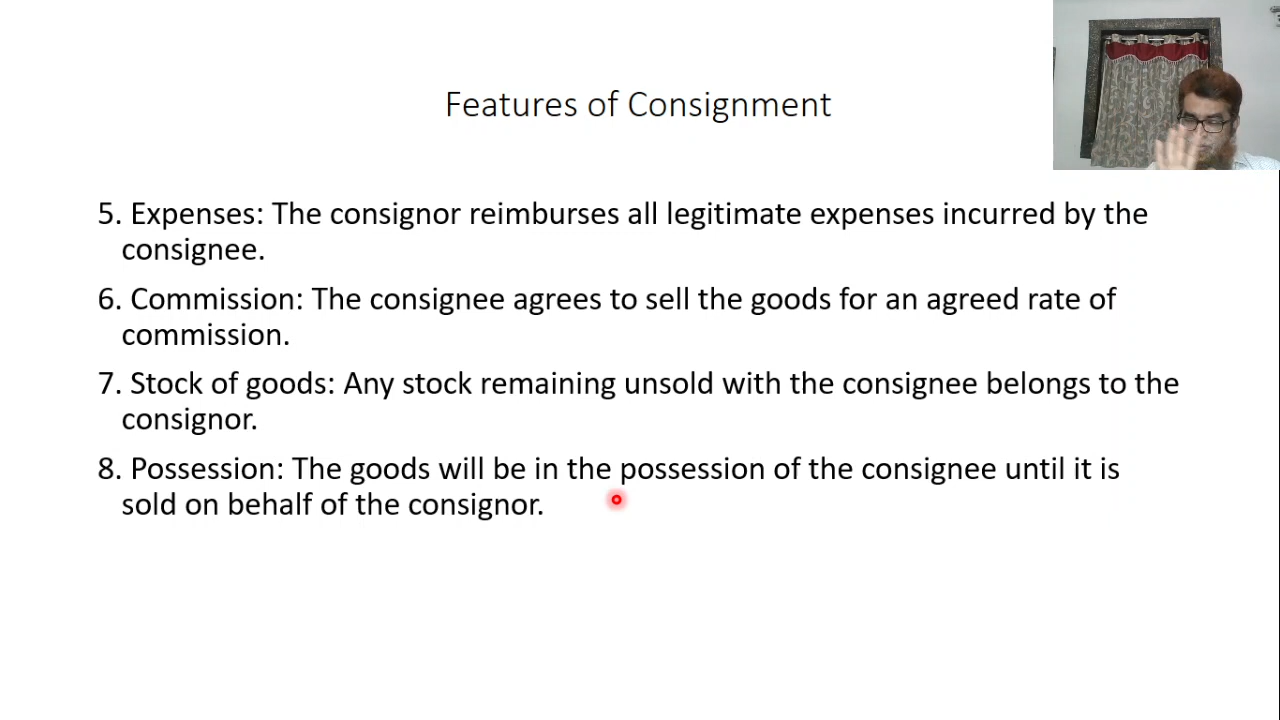 Features of Consignment
5. Expenses: The consignor reimburses all legitimate expenses incurred by the
consignee.
6. Commission: The consignee agrees to sell the goods for an agreed rate of
commission.
7. Stock of goods: Any stock remaining unsold with the consignee belongs to the
consignor.
8. Possession: The goods will be in the possession of the consignee until it is
sold on behalf of the consignor.